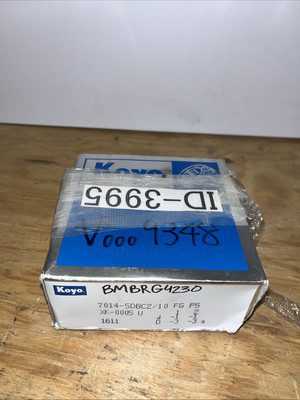 Koyo
ID-3995
V0009348
Koyo
BMBRG4230
7014-5DBC2/10 FG P5
XK-0005 U
1611